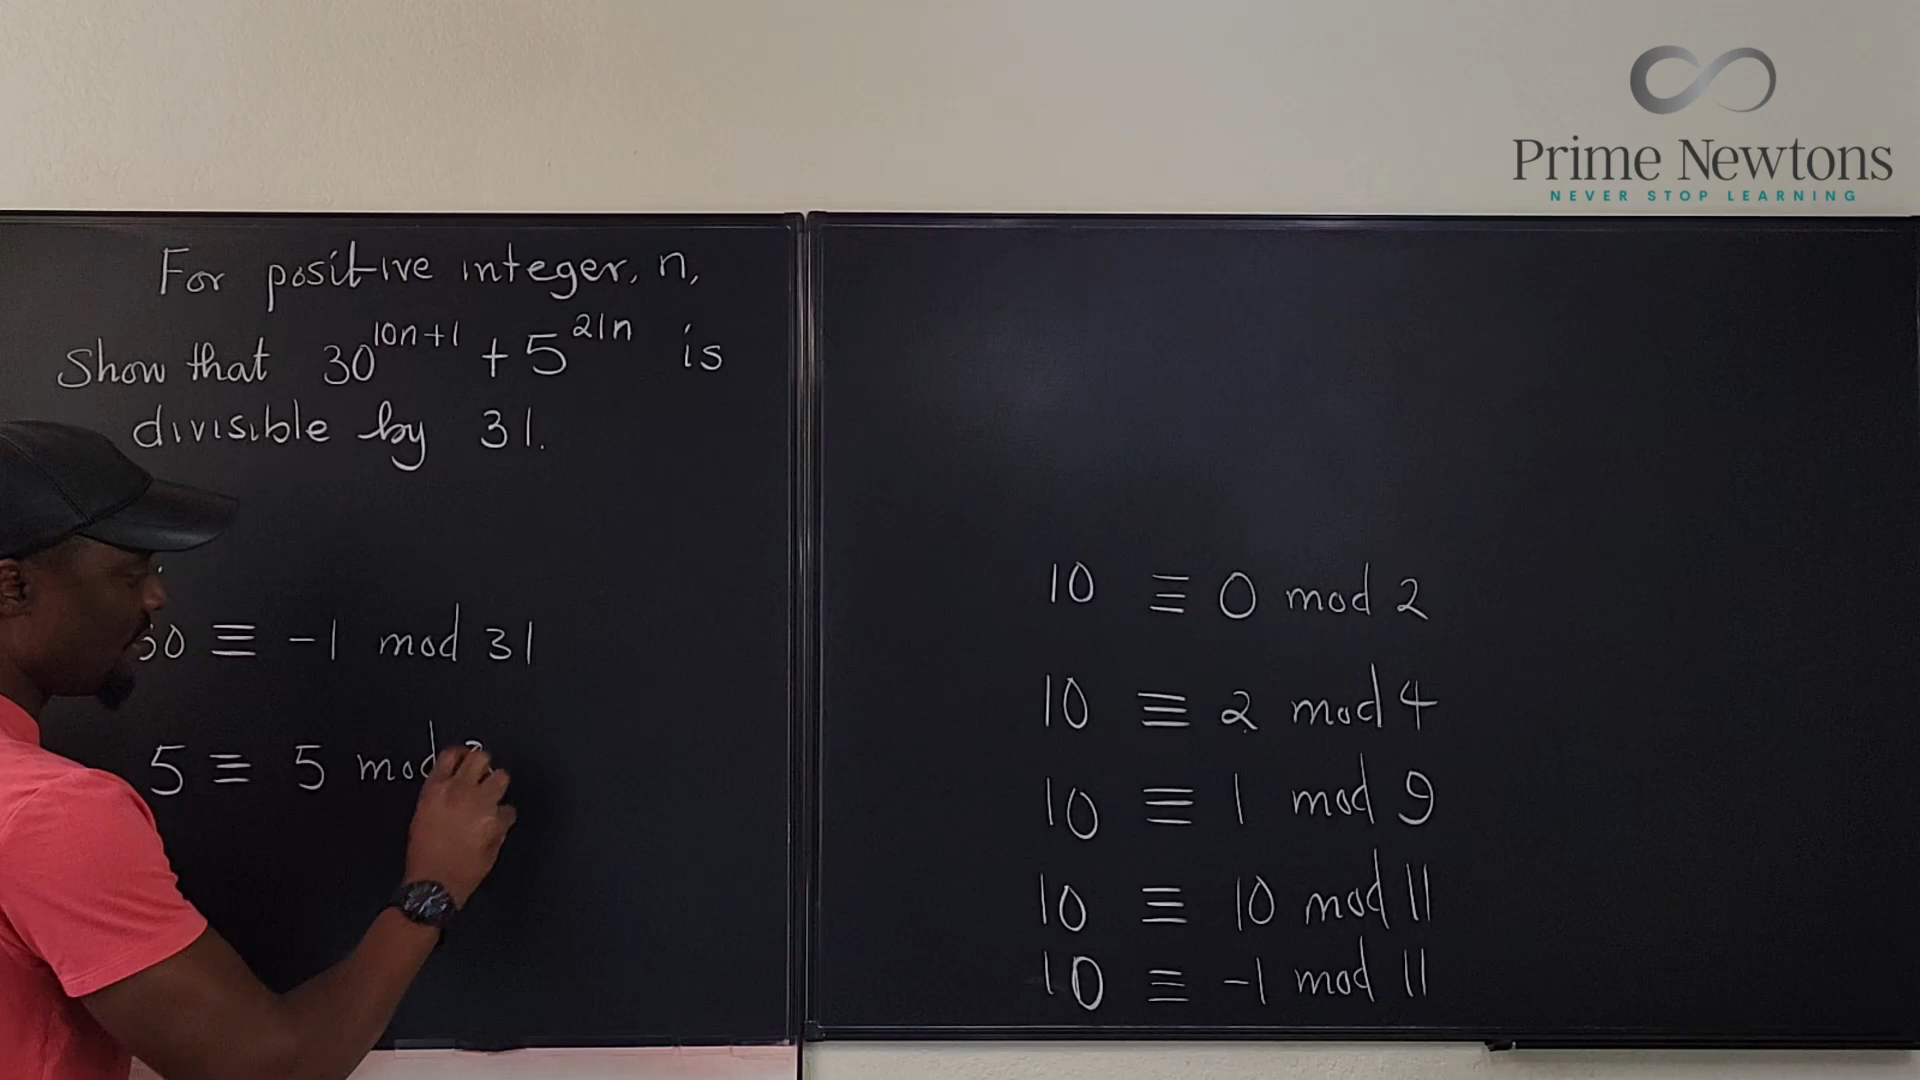 Prime Newtons
NEVER STOP LEARNING
For positive integer, n,
Show that 30^{10n+1} + 5^{21n} is
divisible by 31.
30 ≡ -1 mod 31
5 ≡ 5 mod
10 ≡ 0 mod 2
10 ≡ 2 mod 4
10 ≡ 1 mod 9
10 ≡ 10 mod 11
10 ≡ -1 mod 11